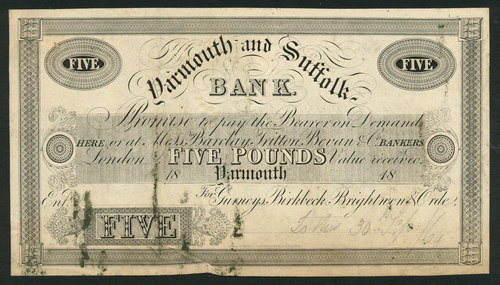 FIVE FIVE
Yarmouth and Suffolk
BANK.
I Promise to pay the Bearer on Demand
HERE, or at Mess. Barclay, Tritton, Bevan & Co. BANKERS
London FIVE POUNDS Value received
18 Yarmouth 18
For Gurneys, Birkbeck, Brightwen & Orde.
Ent
FIVE
30